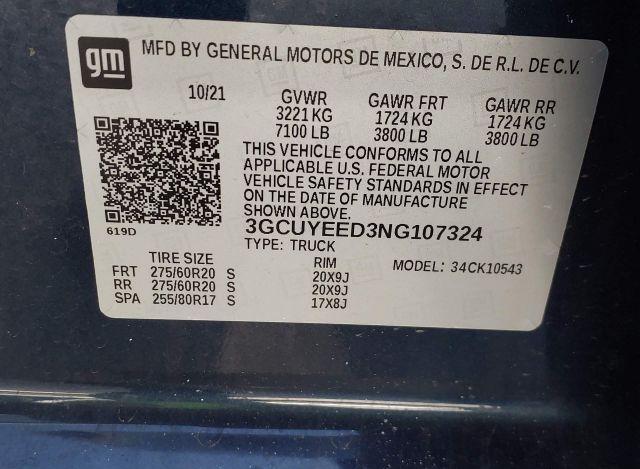 gm
MFD BY GENERAL MOTORS DE MEXICO, S. DE R.L. DE C.V.
10/21 GVWR GAWR FRT GAWR RR
3221 KG 1724 KG 1724 KG
7100 LB 3800 LB 3800 LB
THIS VEHICLE CONFORMS TO ALL
APPLICABLE U.S. FEDERAL MOTOR
VEHICLE SAFETY STANDARDS IN EFFECT
ON THE DATE OF MANUFACTURE
SHOWN ABOVE.
619D 3GCUYEED3NG107324
TYPE: TRUCK
TIRE SIZE RIM MODEL: 34CK10543
FRT 275/60R20 S 20X9J
RR 275/60R20 S 20X9J
SPA 255/80R17 S 17X8J